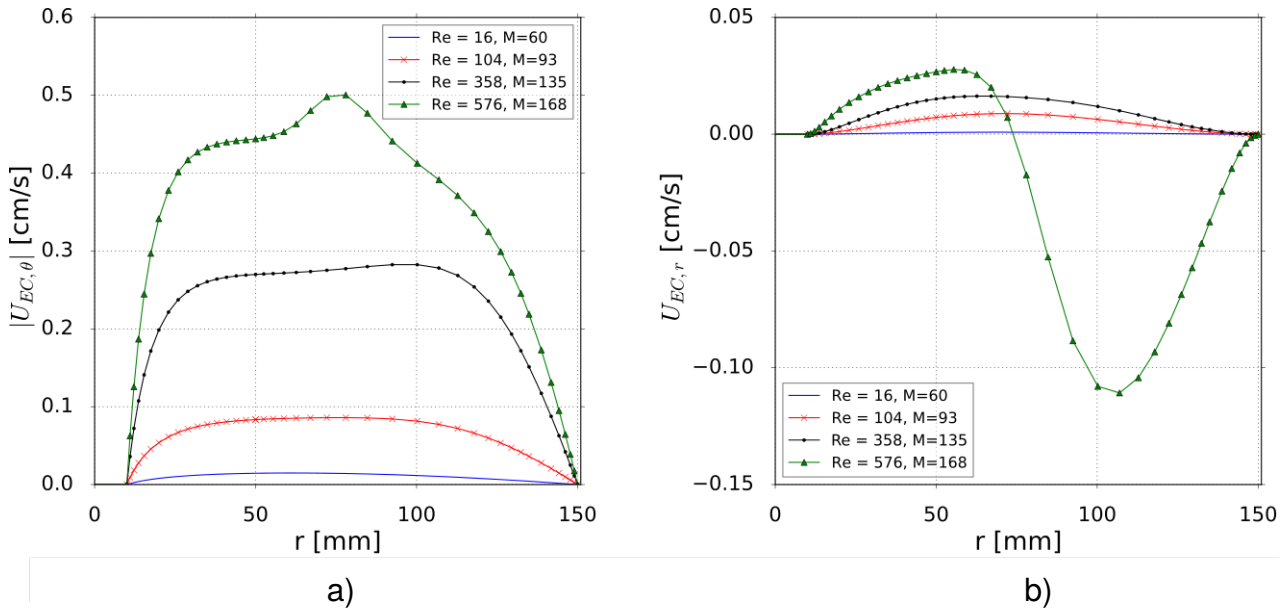 0.6
0.5
0.4
0.3
0.2
0.1
0.0
|U_{EC, θ}| [cm/s]
Re = 16, M=60
Re = 104, M=93
Re = 358, M=135
Re = 576, M=168
0
50
100
150
r [mm]
a)
0.05
0.00
−0.05
−0.10
−0.15
U_{EC, r} [cm/s]
Re = 16, M=60
Re = 104, M=93
Re = 358, M=135
Re = 576, M=168
0
50
100
150
r [mm]
b)